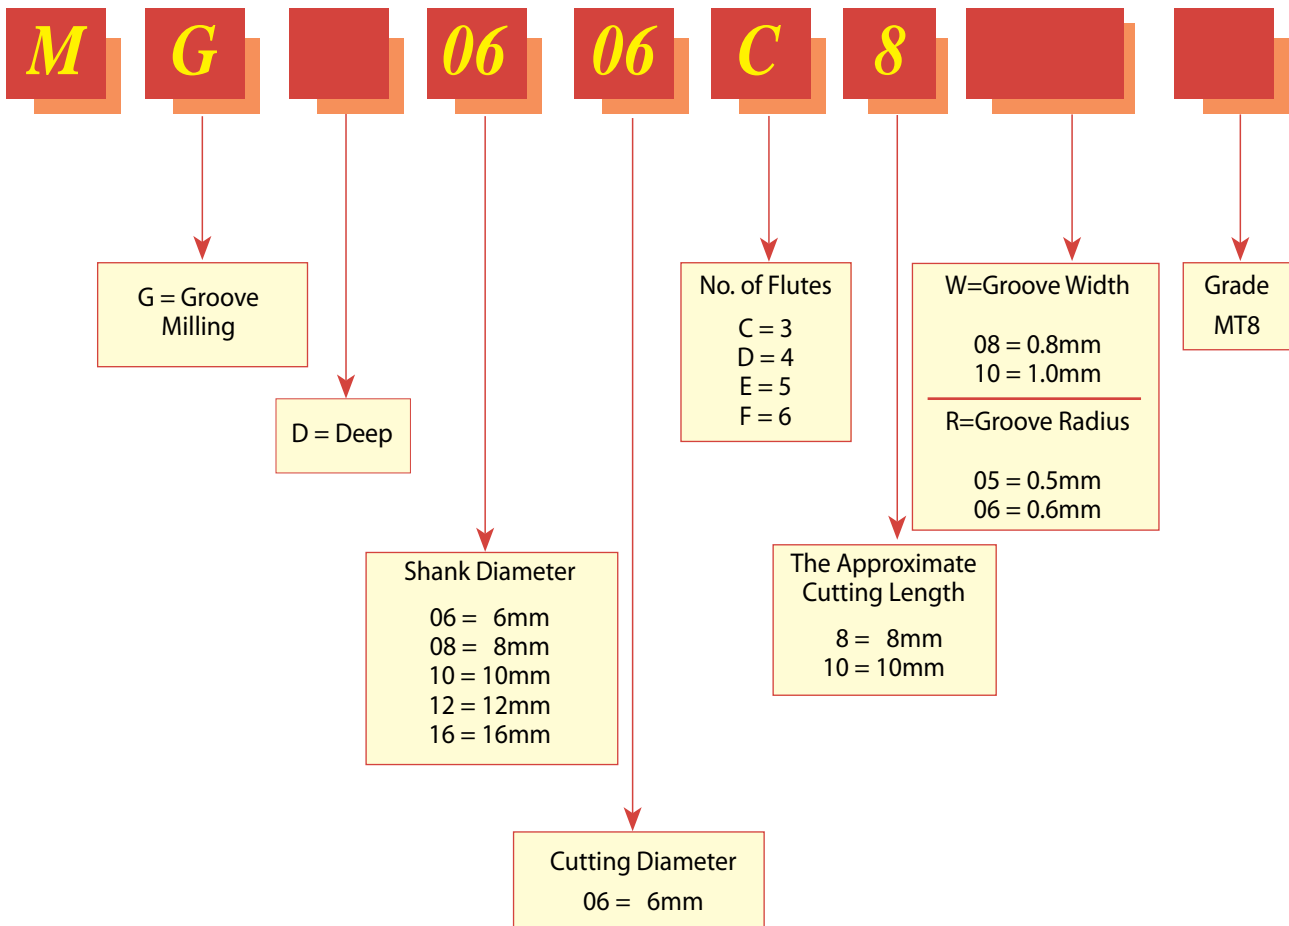 M G 06 06 C 8
G = Groove
Milling
D = Deep
Shank Diameter
06 = 6mm
08 = 8mm
10 = 10mm
12 = 12mm
16 = 16mm
Cutting Diameter
06 = 6mm
No. of Flutes
C = 3
D = 4
E = 5
F = 6
The Approximate
Cutting Length
8 = 8mm
10 = 10mm
W=Groove Width
08 = 0.8mm
10 = 1.0mm
R=Groove Radius
05 = 0.5mm
06 = 0.6mm
Grade
MT8